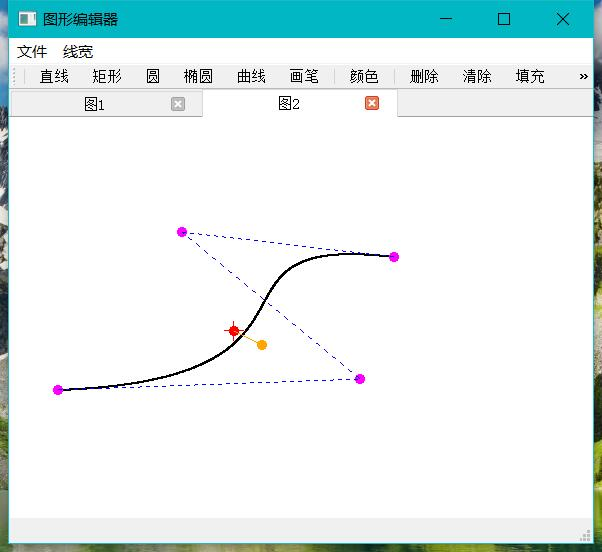 图形编辑器
文件 线宽
直线 矩形 圆 椭圆 曲线 画笔 颜色 删除 清除 填充 »
图1 图2